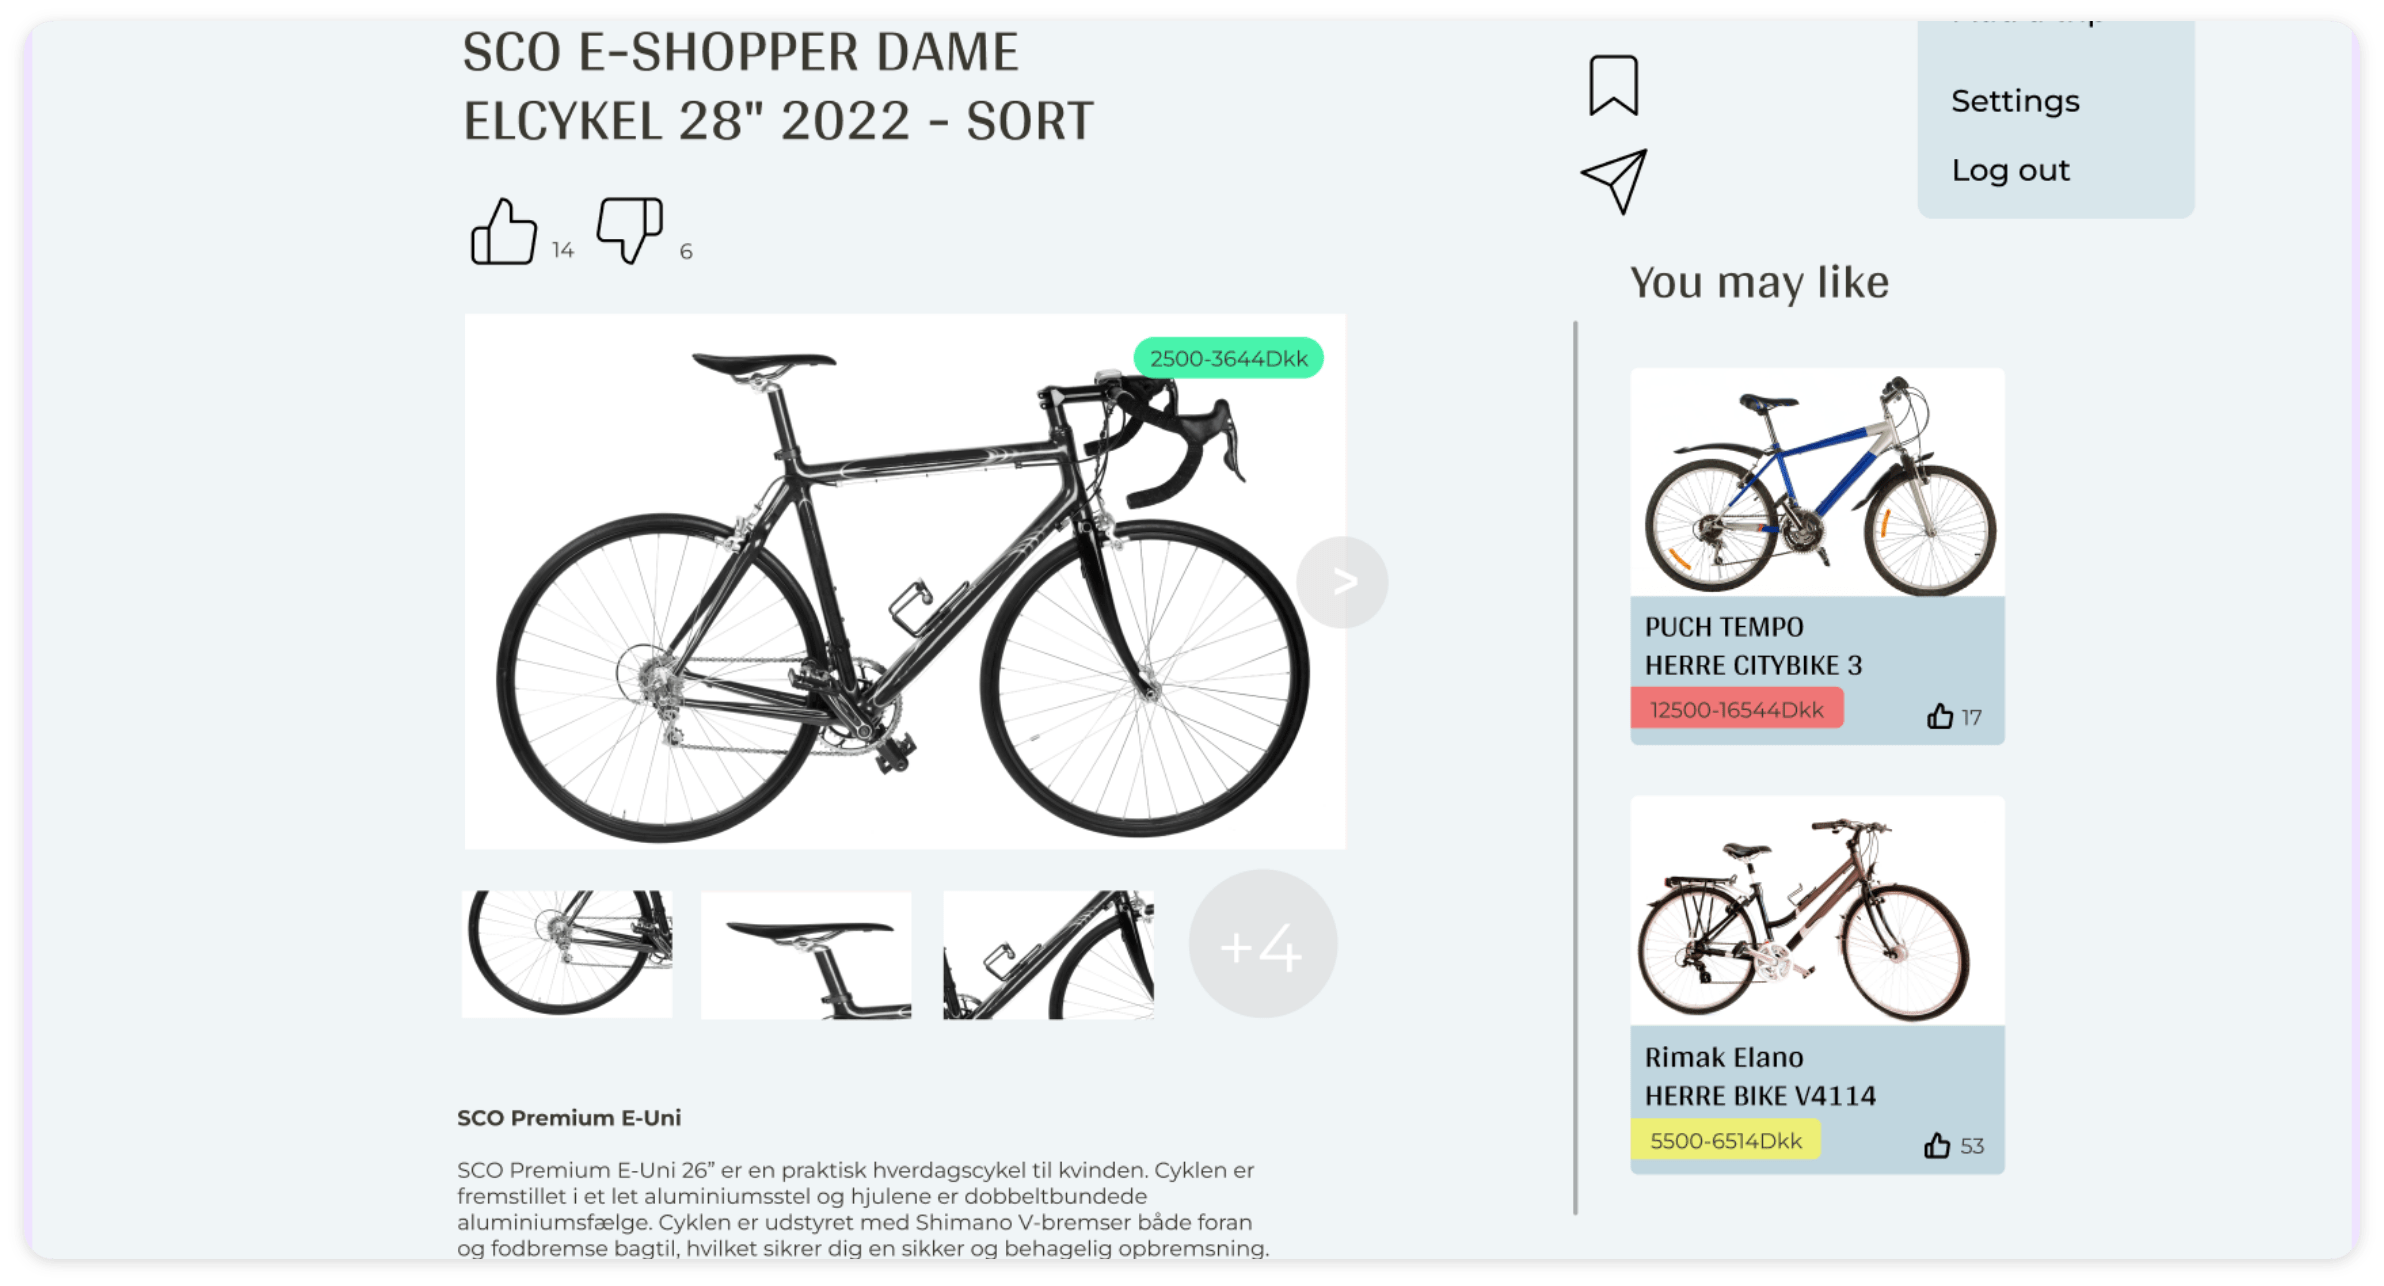 SCO E-SHOPPER DAME
ELCYKEL 28" 2022 - SORT
14
6
2500-3644Dkk
>
+4
SCO Premium E-Uni
SCO Premium E-Uni 26” er en praktisk hverdagscykel til kvinden. Cyklen er
fremstillet i et let aluminiumsstel og hjulene er dobbeltbundede
aluminiumsfælge. Cyklen er udstyret med Shimano V-bremser både foran
og fodbremse bagtil, hvilket sikrer dig en sikker og behagelig opbremsning.
Settings
Log out
You may like
PUCH TEMPO
HERRE CITYBIKE 3
12500-16544Dkk
17
Rimak Elano
HERRE BIKE V4114
5500-6514Dkk
53